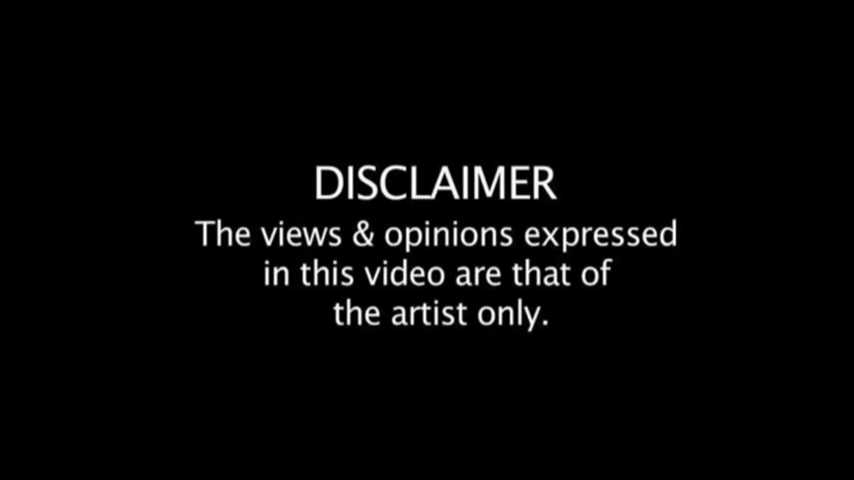 DISCLAIMER
The views & opinions expressed
in this video are that of
the artist only.